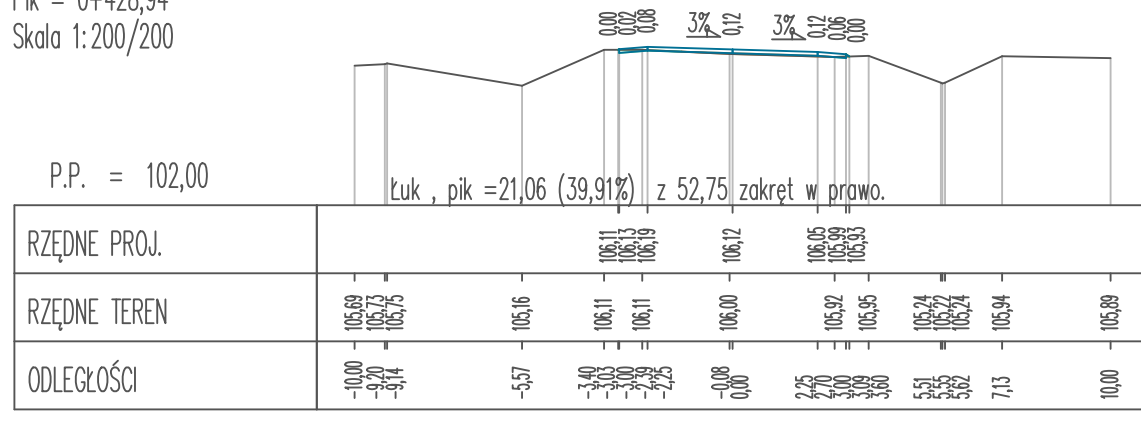 Pik = 0+428,94
Skala 1:200/200
0,00 0,02 0,08 3% 0,12 3% 0,12 0,06 0,00
P.P. = 102,00
Łuk , pik =21,06 (39,91%) z 52,75 zakręt w prawo.
RZĘDNE PROJ. 106,11 106,13 106,19 106,12 106,05 105,99 105,93
RZĘDNE TEREN 105,69 105,73 105,75 105,16 106,11 106,11 106,00 105,92 105,95 105,24 105,22 105,24 105,94 105,89
ODLEGŁOŚCI -10,00 -9,20 -9,14 -5,57 -3,40 -3,03 -3,00 -2,39 -2,25 -0,08 0,00 2,25 2,70 3,00 3,09 3,60 5,51 5,55 5,62 7,13 10,00